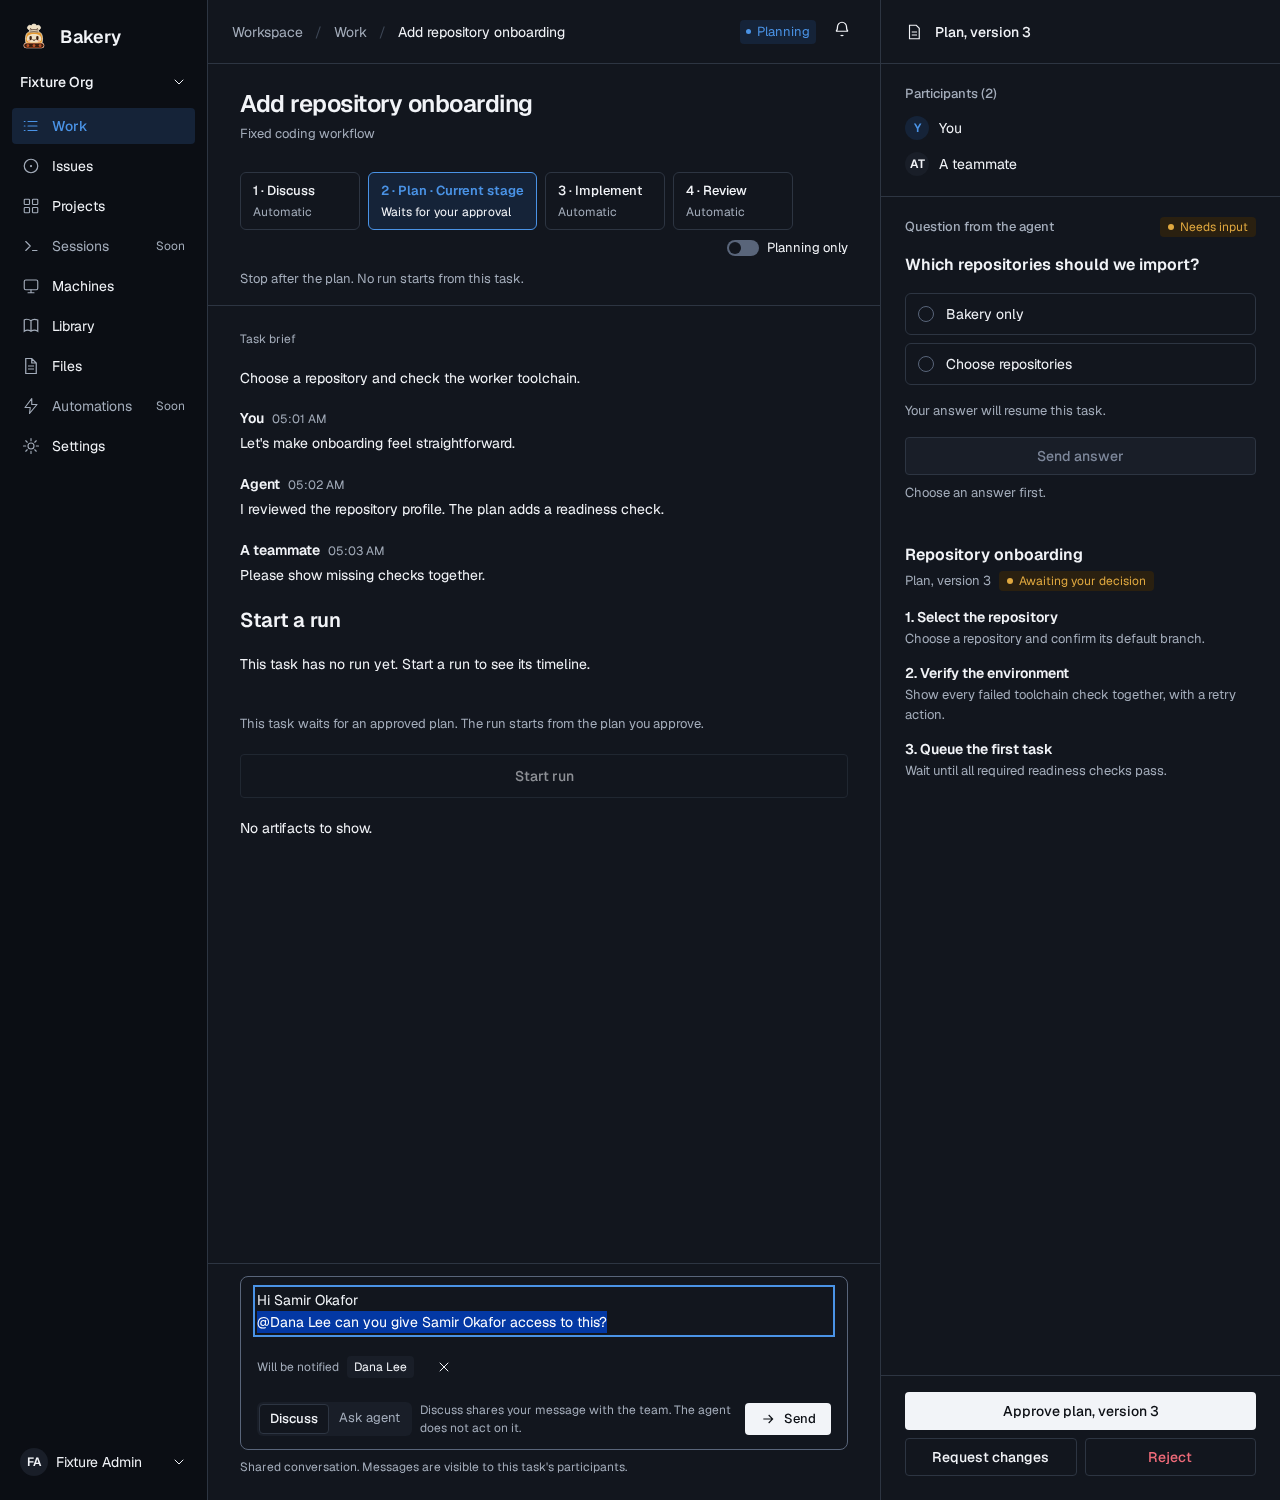 Bakery
Fixture Org
Work
Issues
Projects
Sessions Soon
Machines
Library
Files
Automations Soon
Settings
FA Fixture Admin
Workspace / Work / Add repository onboarding
Planning
Add repository onboarding
Fixed coding workflow
1 · Discuss
Automatic
2 · Plan · Current stage
Waits for your approval
3 · Implement
Automatic
4 · Review
Automatic
Planning only
Stop after the plan. No run starts from this task.
Task brief
Choose a repository and check the worker toolchain.
You 05:01 AM
Let's make onboarding feel straightforward.
Agent 05:02 AM
I reviewed the repository profile. The plan adds a readiness check.
A teammate 05:03 AM
Please show missing checks together.
Start a run
This task has no run yet. Start a run to see its timeline.
This task waits for an approved plan. The run starts from the plan you approve.
Start run
No artifacts to show.
Hi Samir Okafor
@Dana Lee can you give Samir Okafor access to this?
Will be notified Dana Lee
Discuss Ask agent
Discuss shares your message with the team. The agent
does not act on it.
Send
Shared conversation. Messages are visible to this task's participants.
Plan, version 3
Participants (2)
Y You
AT A teammate
Question from the agent
Needs input
Which repositories should we import?
Bakery only
Choose repositories
Your answer will resume this task.
Send answer
Choose an answer first.
Repository onboarding
Plan, version 3 Awaiting your decision
1. Select the repository
Choose a repository and confirm its default branch.
2. Verify the environment
Show every failed toolchain check together, with a retry
action.
3. Queue the first task
Wait until all required readiness checks pass.
Approve plan, version 3
Request changes
Reject